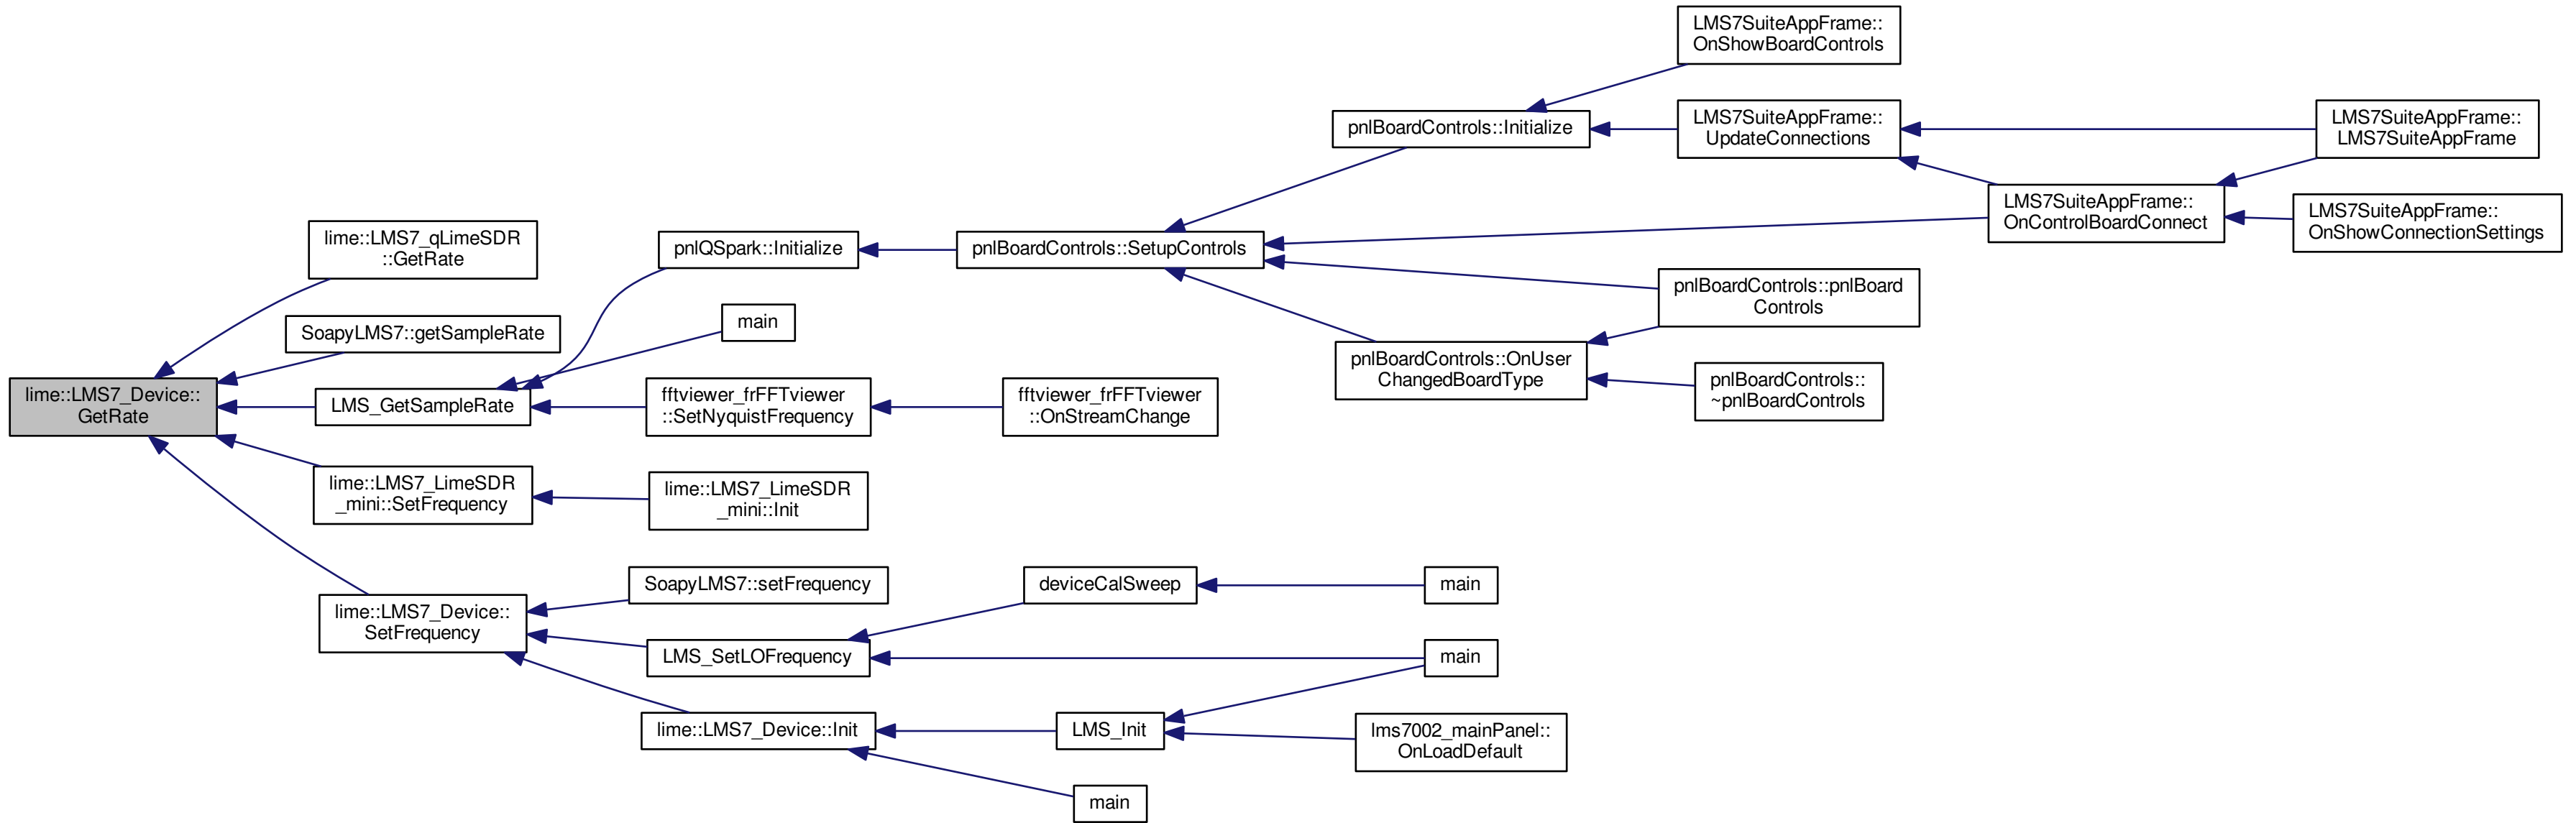 lime::LMS7_Device::
GetRate
lime::LMS7_qLimeSDR
::GetRate
SoapyLMS7::getSampleRate
LMS_GetSampleRate
lime::LMS7_LimeSDR
_mini::SetFrequency
lime::LMS7_Device::
SetFrequency
pnlQSpark::Initialize
main
fftviewer_frFFTviewer
::SetNyquistFrequency
lime::LMS7_LimeSDR
_mini::Init
SoapyLMS7::setFrequency
LMS_SetLOFrequency
lime::LMS7_Device::Init
pnlBoardControls::SetupControls
fftviewer_frFFTviewer
::OnStreamChange
deviceCalSweep
LMS_Init
main
pnlBoardControls::Initialize
pnlBoardControls::OnUser
ChangedBoardType
main
main
lms7002_mainPanel::
OnLoadDefault
LMS7SuiteAppFrame::
OnShowBoardControls
LMS7SuiteAppFrame::
UpdateConnections
pnlBoardControls::pnlBoard
Controls
pnlBoardControls::
~pnlBoardControls
LMS7SuiteAppFrame::
OnControlBoardConnect
LMS7SuiteAppFrame::
LMS7SuiteAppFrame
LMS7SuiteAppFrame::
OnShowConnectionSettings